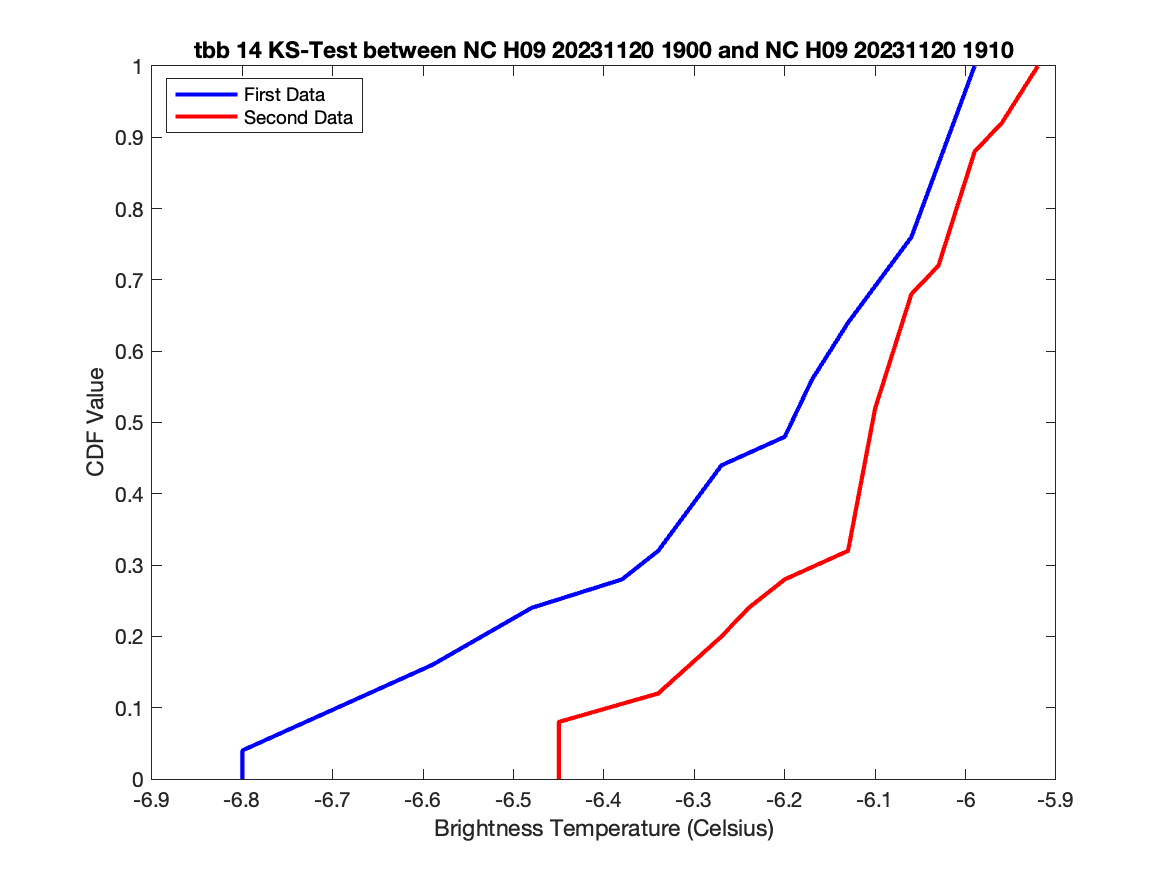 tbb 14 KS-Test between NC H09 20231120 1900 and NC H09 20231120 1910
First Data
Second Data
1
0.9
0.8
0.7
0.6
0.5
0.4
0.3
0.2
0.1
0
CDF Value
-6.9 -6.8 -6.7 -6.6 -6.5 -6.4 -6.3 -6.2 -6.1 -6 -5.9
Brightness Temperature (Celsius)